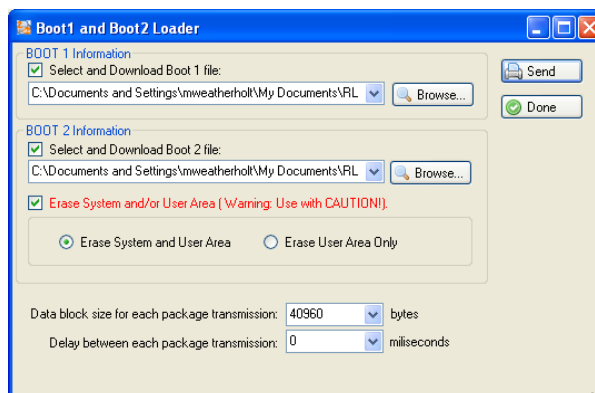 Boot1 and Boot2 Loader
BOOT 1 Information
Select and Download Boot 1 file:
C:\Documents and Settings\mweatherholt\My Documents\RL
Browse...
Send
Done
BOOT 2 Information
Select and Download Boot 2 file:
C:\Documents and Settings\mweatherholt\My Documents\RL
Browse...
Erase System and/or User Area ( Warning: Use with CAUTION!).
Erase System and User Area
Erase User Area Only
Data block size for each package transmission: 40960 bytes
Delay between each package transmission: 0 miliseconds